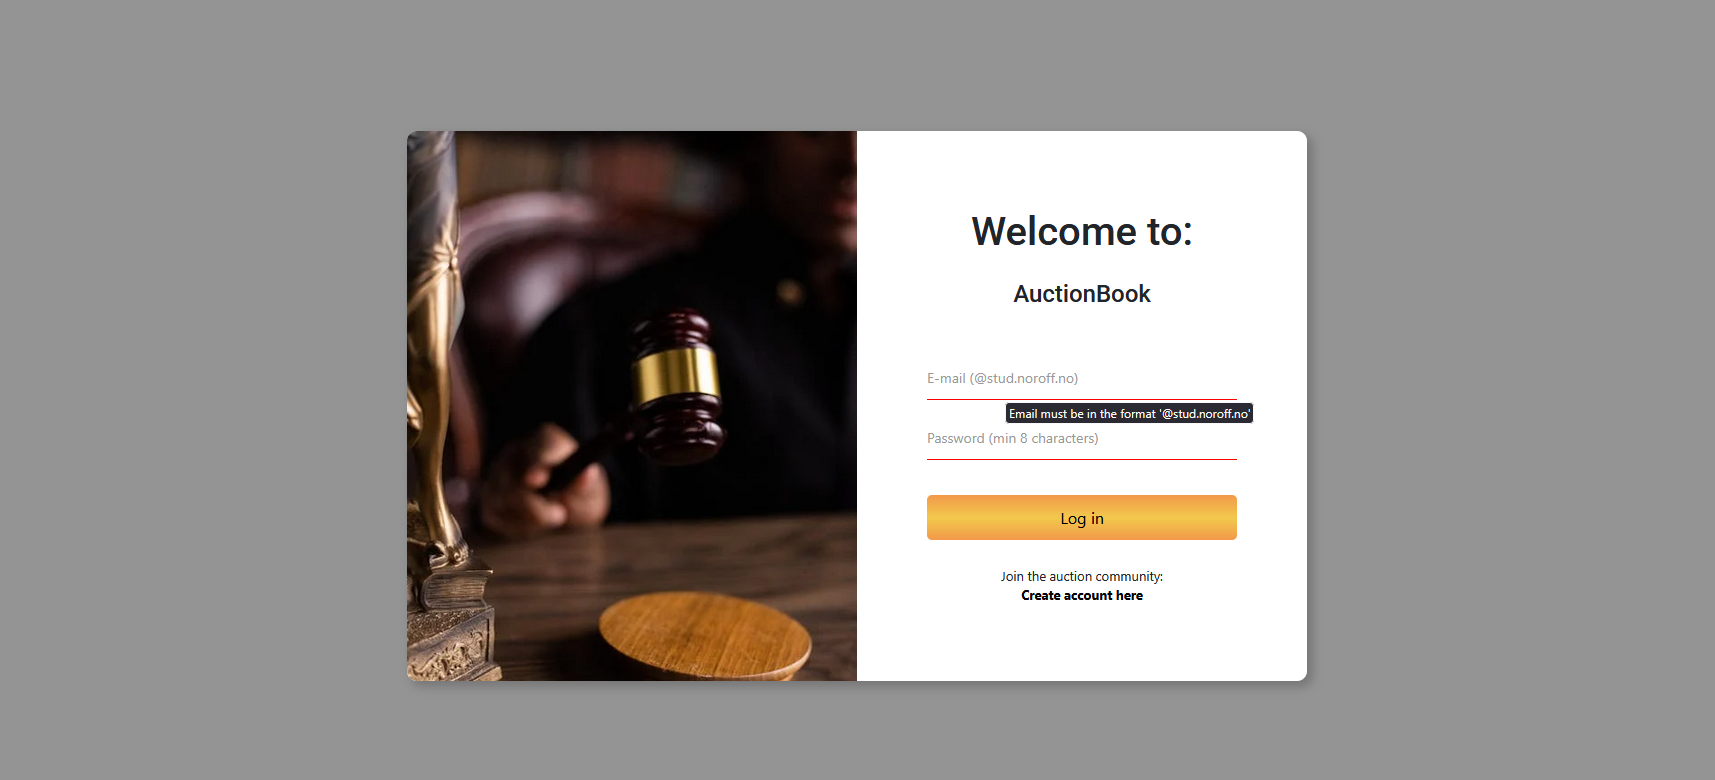 Welcome to:
AuctionBook
E-mail (@stud.noroff.no)
Email must be in the format '@stud.noroff.no'
Password (min 8 characters)
Log in
Join the auction community:
Create account here